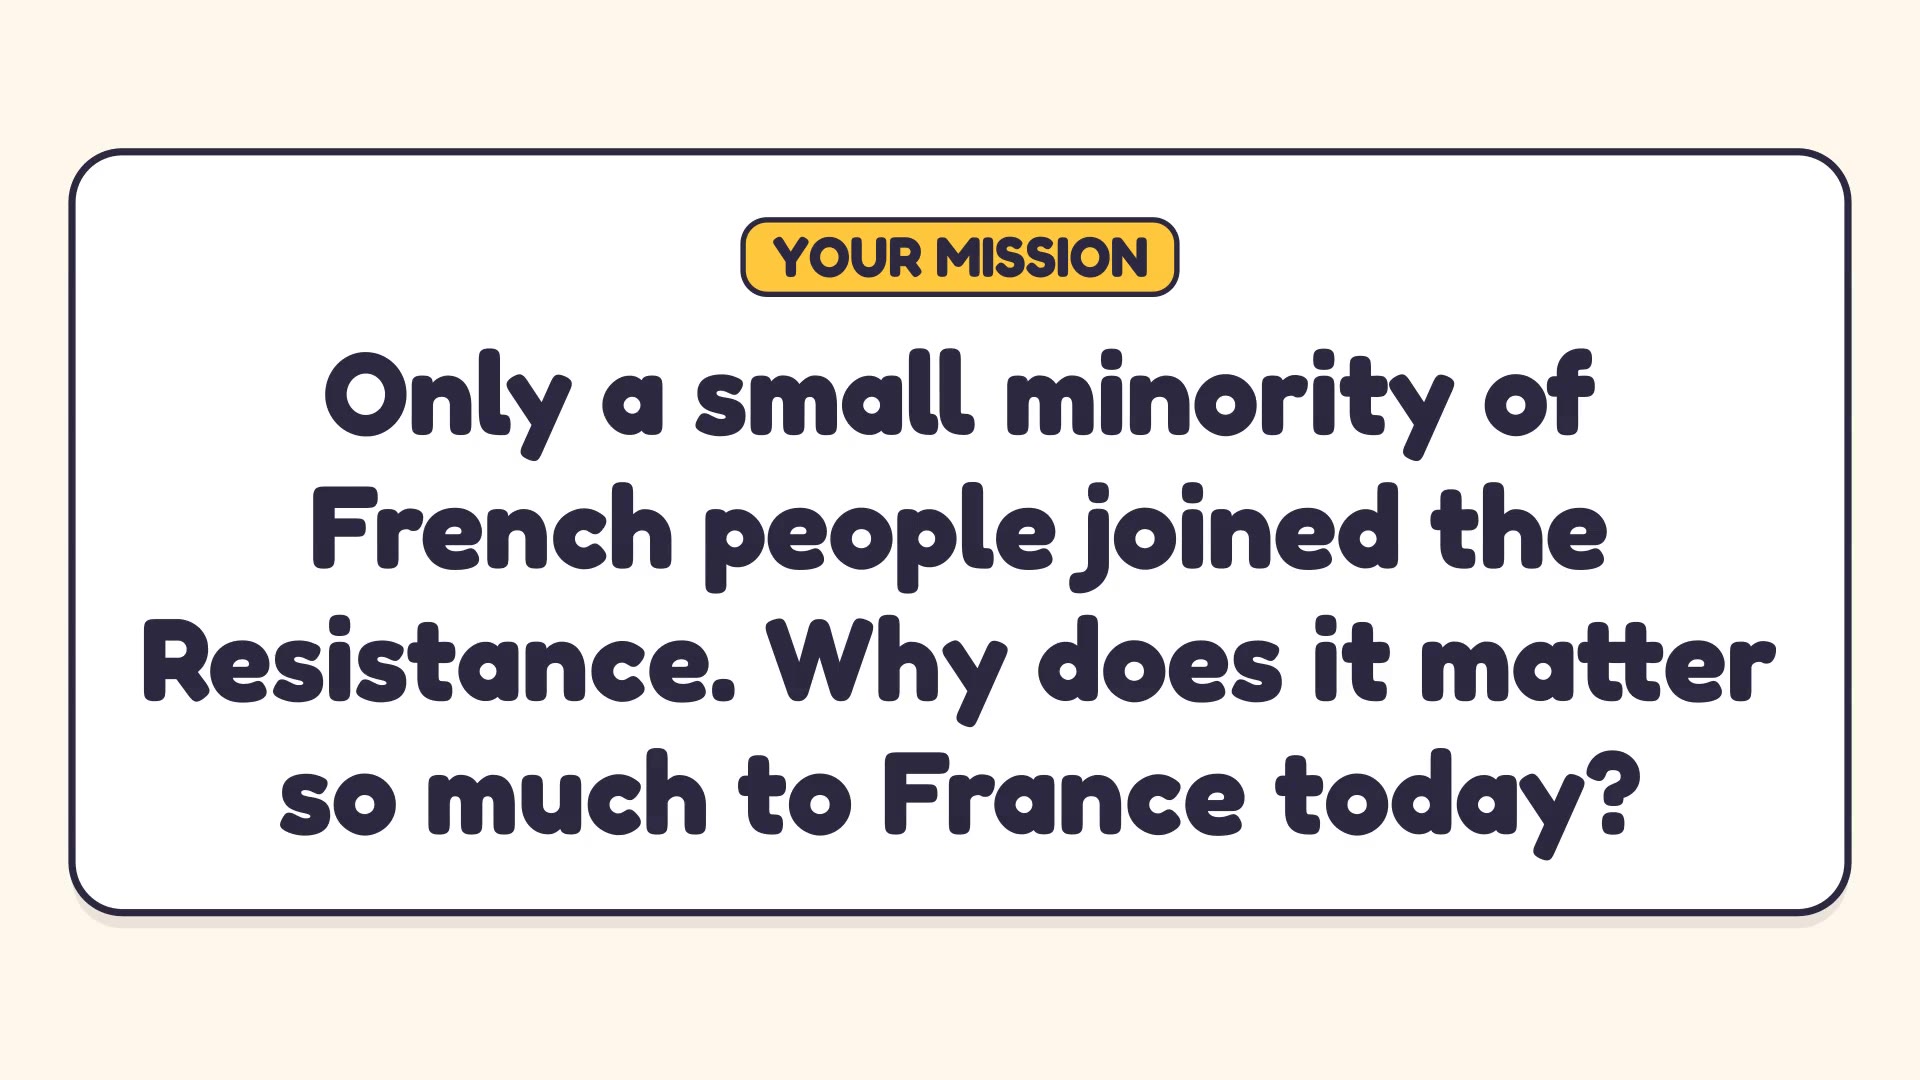 YOUR MISSION
Only a small minority of
French people joined the
Resistance. Why does it matter
so much to France today?